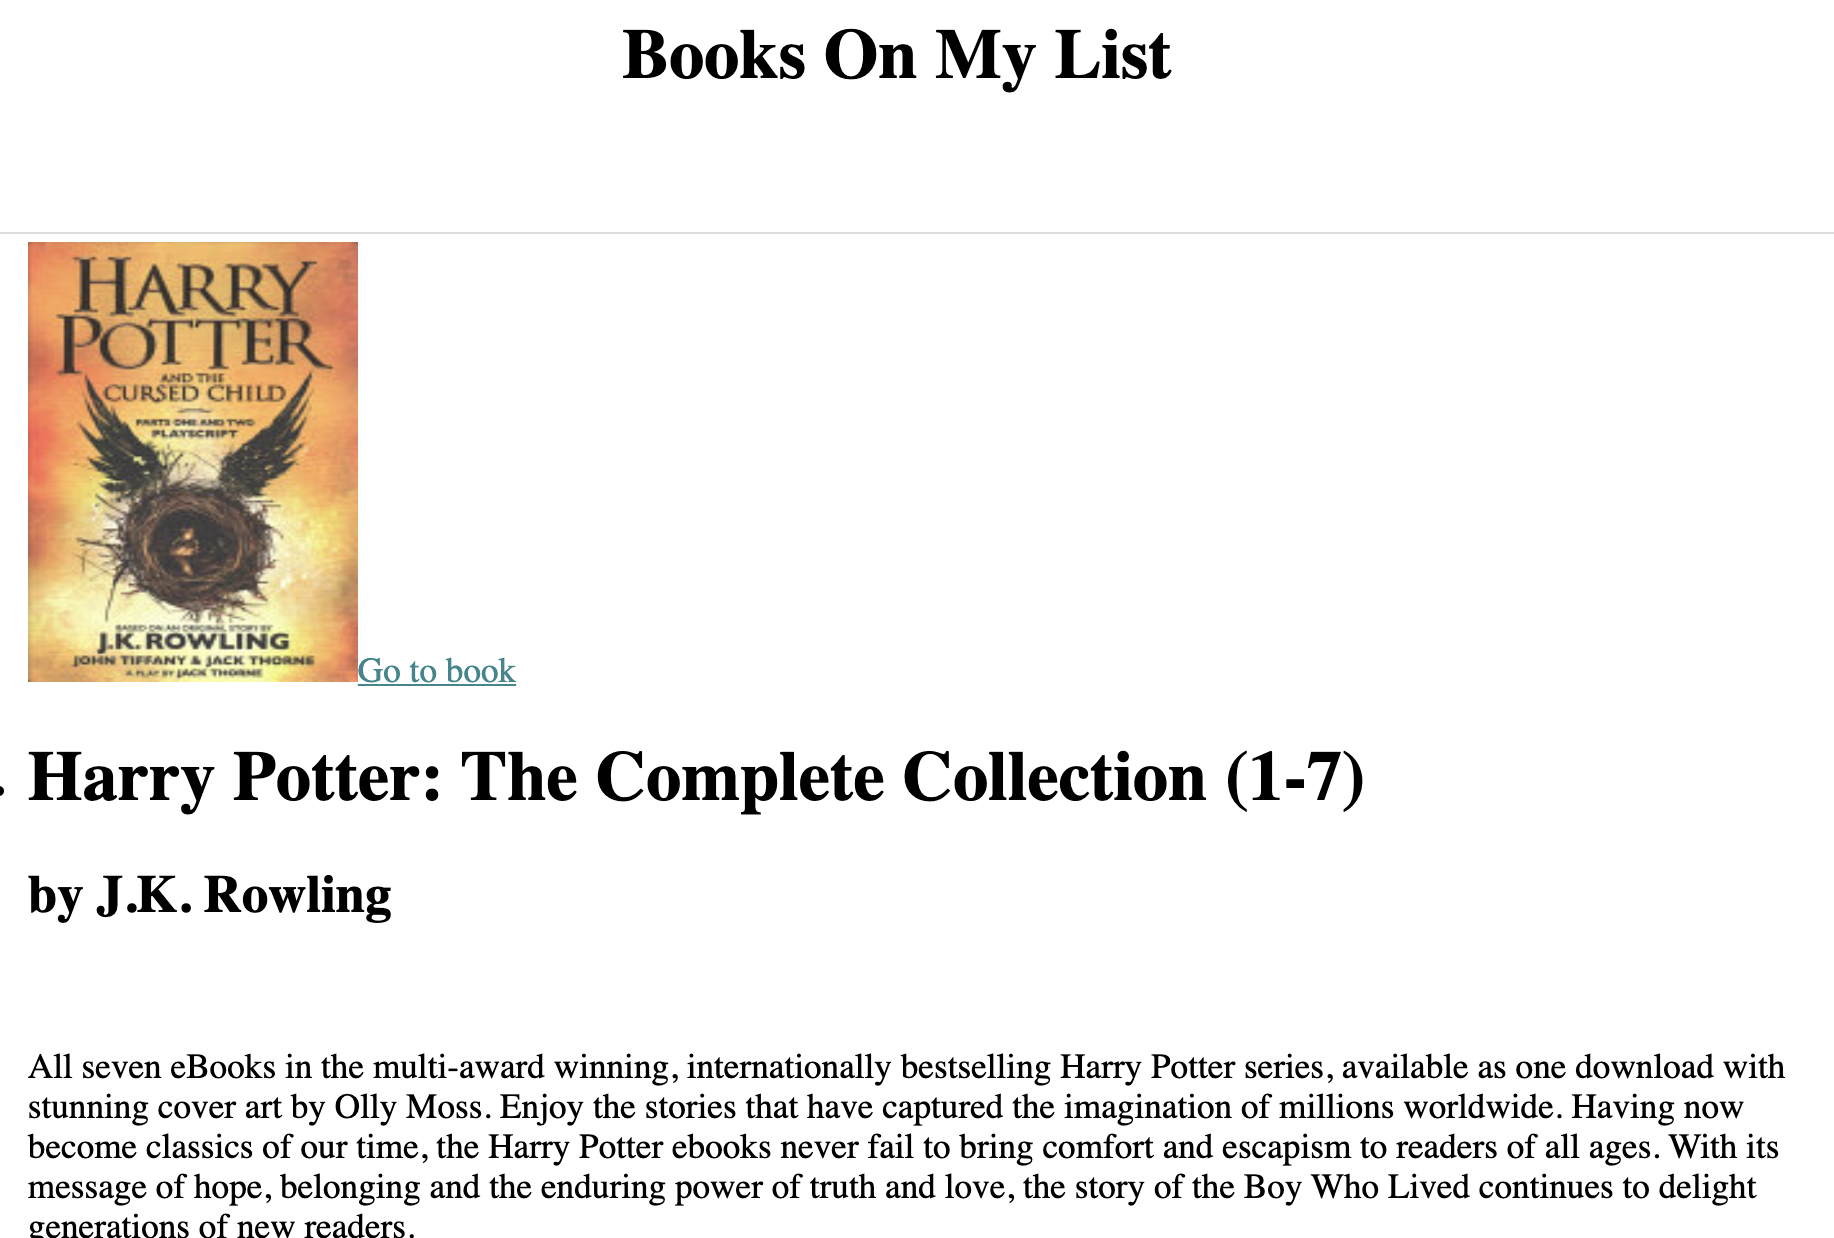 Books On My List
HARRY
POTTER
AND THE
CURSED CHILD
PARTS ONE AND TWO
PLAYSCRIPT
BASED ON AN ORIGINAL STORY BY
J.K. ROWLING
JOHN TIFFANY & JACK THORNE
A PLAY BY JACK THORNE
Go to book
Harry Potter: The Complete Collection (1-7)
by J.K. Rowling
All seven eBooks in the multi-award winning, internationally bestselling Harry Potter series, available as one download with
stunning cover art by Olly Moss. Enjoy the stories that have captured the imagination of millions worldwide. Having now
become classics of our time, the Harry Potter ebooks never fail to bring comfort and escapism to readers of all ages. With its
message of hope, belonging and the enduring power of truth and love, the story of the Boy Who Lived continues to delight
generations of new readers.